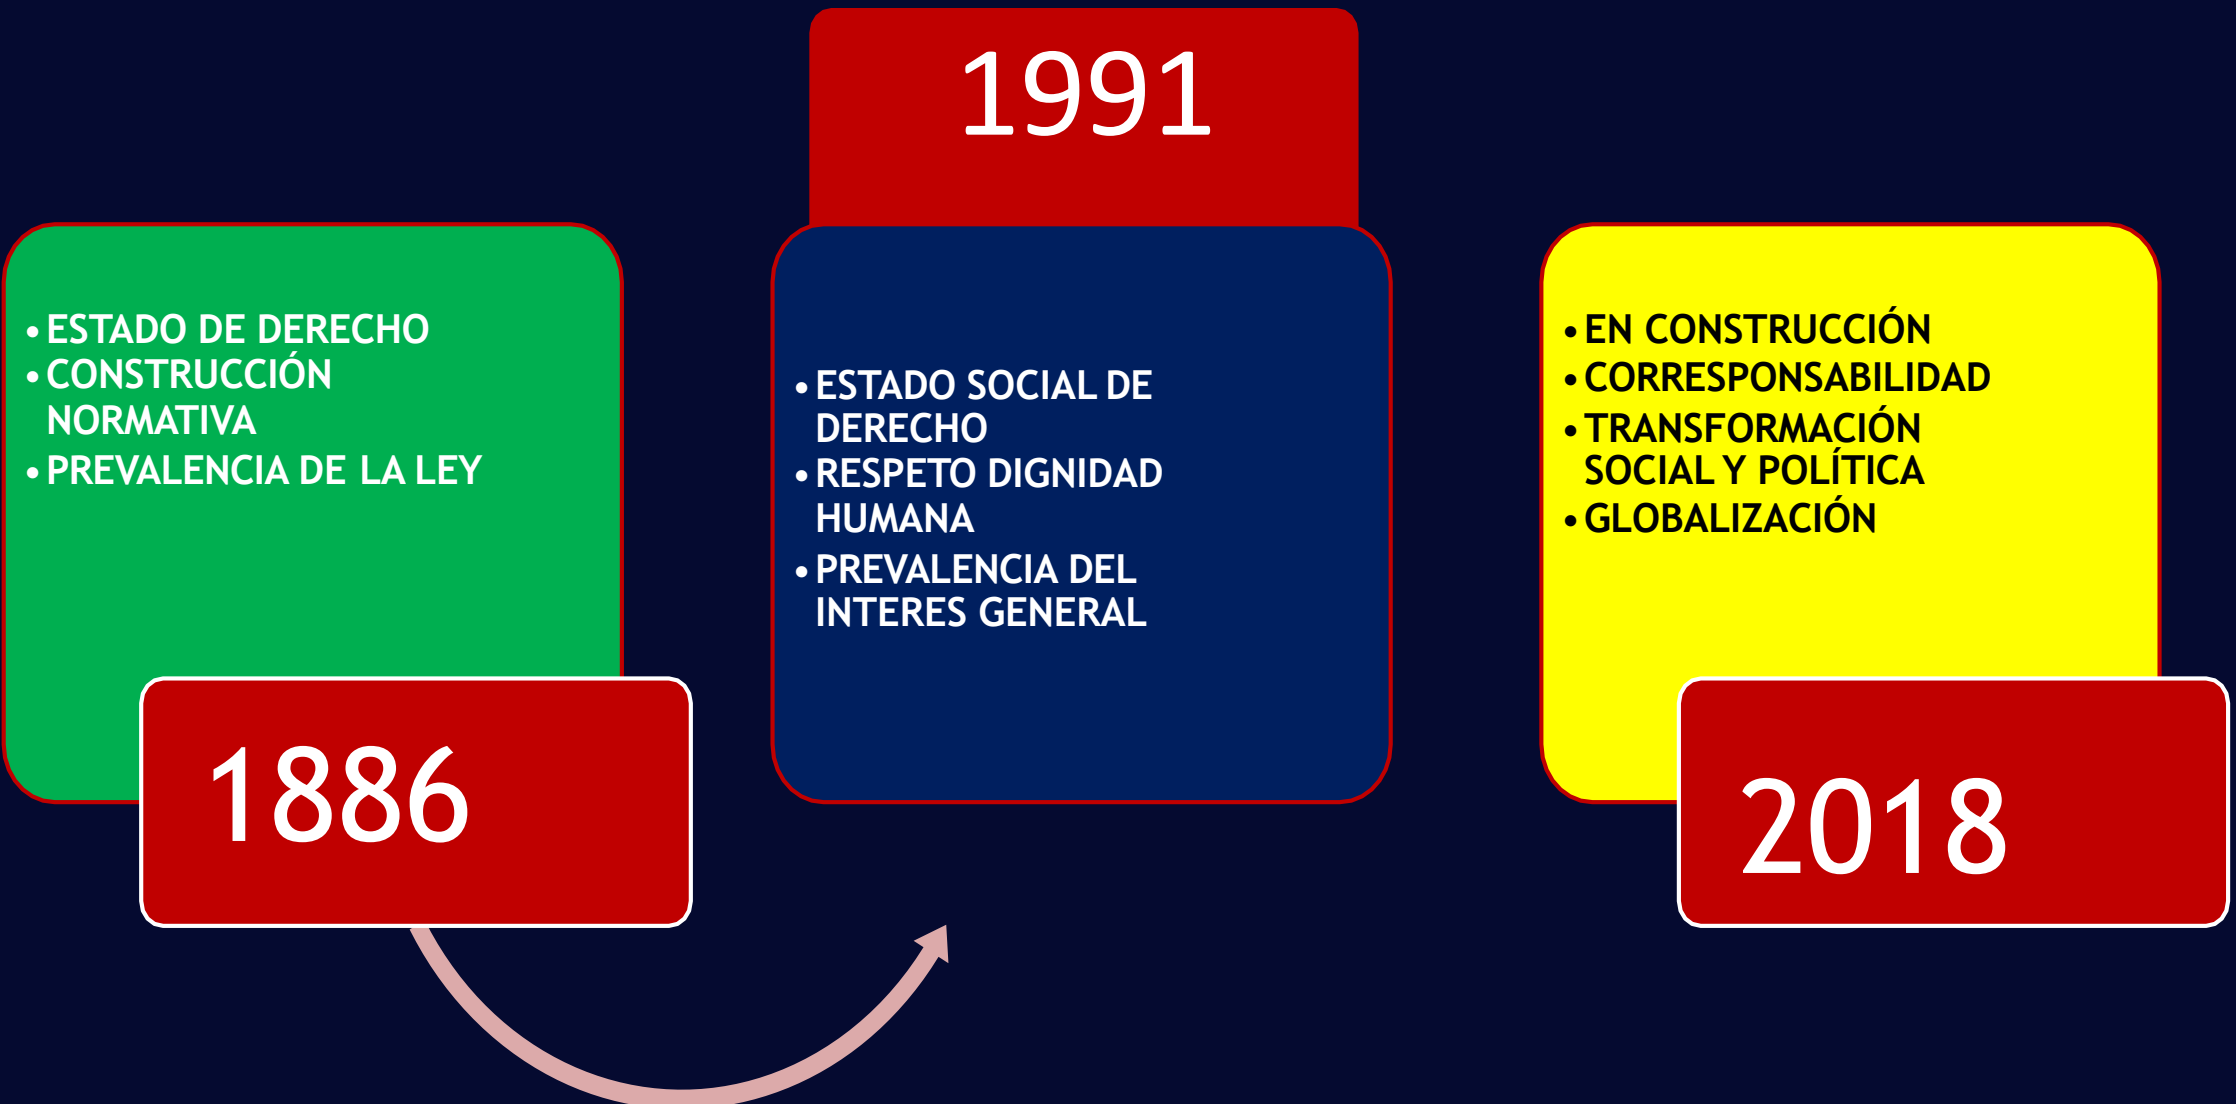 • ESTADO DE DERECHO
• CONSTRUCCIÓN
NORMATIVA
• PREVALENCIA DE LA LEY
1886
1991
• ESTADO SOCIAL DE
DERECHO
• RESPETO DIGNIDAD
HUMANA
• PREVALENCIA DEL
INTERES GENERAL
• EN CONSTRUCCIÓN
• CORRESPONSABILIDAD
• TRANSFORMACIÓN
SOCIAL Y POLÍTICA
• GLOBALIZACIÓN
2018